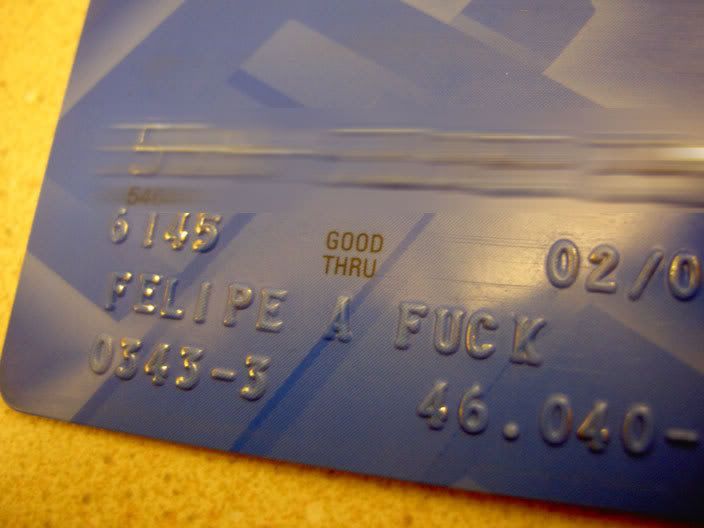 6145
GOOD
THRU
02/0
FELIPE A FUCK
0343-3
46.040-